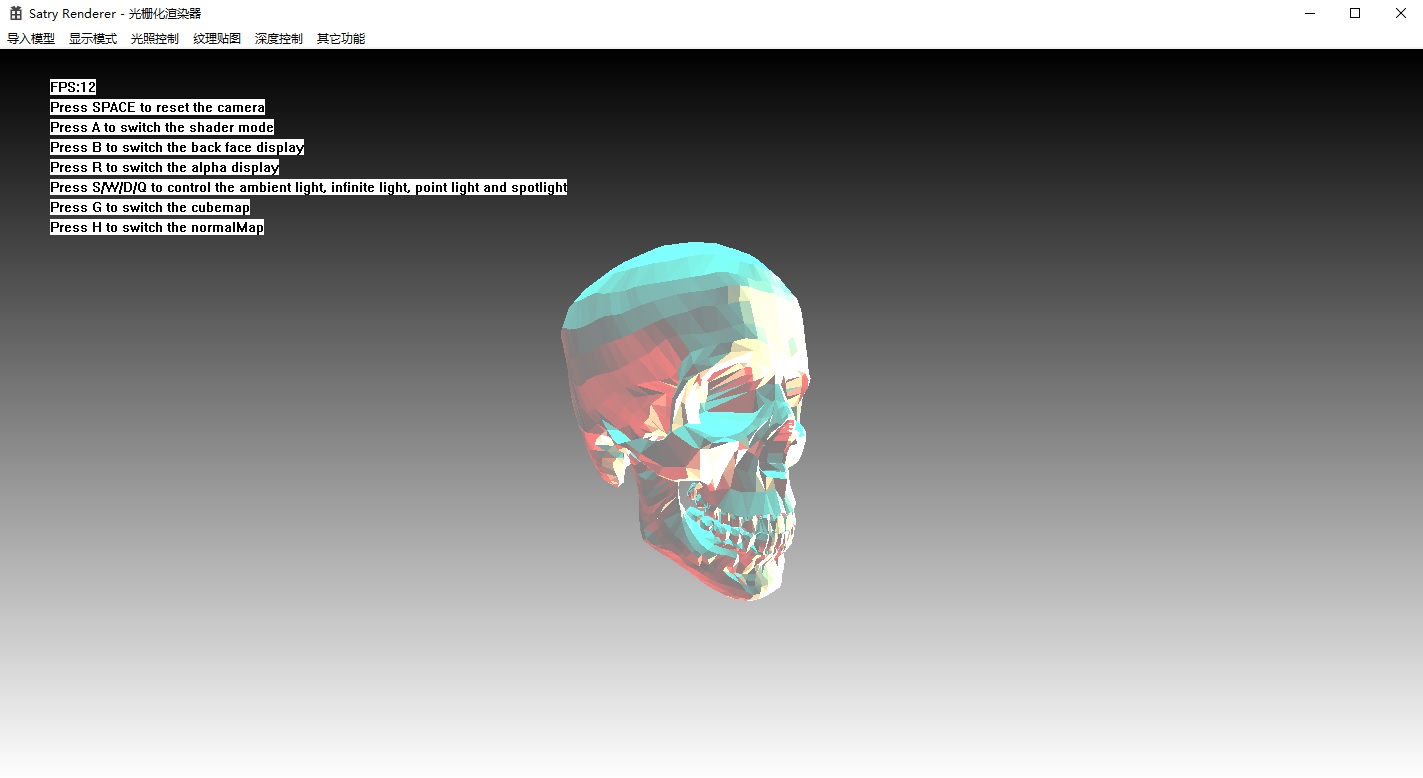 Satry Renderer - 光栅化渲染器
导入模型 显示模式 光照控制 纹理贴图 深度控制 其它功能
FPS:12
Press SPACE to reset the camera
Press A to switch the shader mode
Press B to switch the back face display
Press R to switch the alpha display
Press S/W/D/Q to control the ambient light, infinite light, point light and spotlight
Press G to switch the cubemap
Press H to switch the normalMap